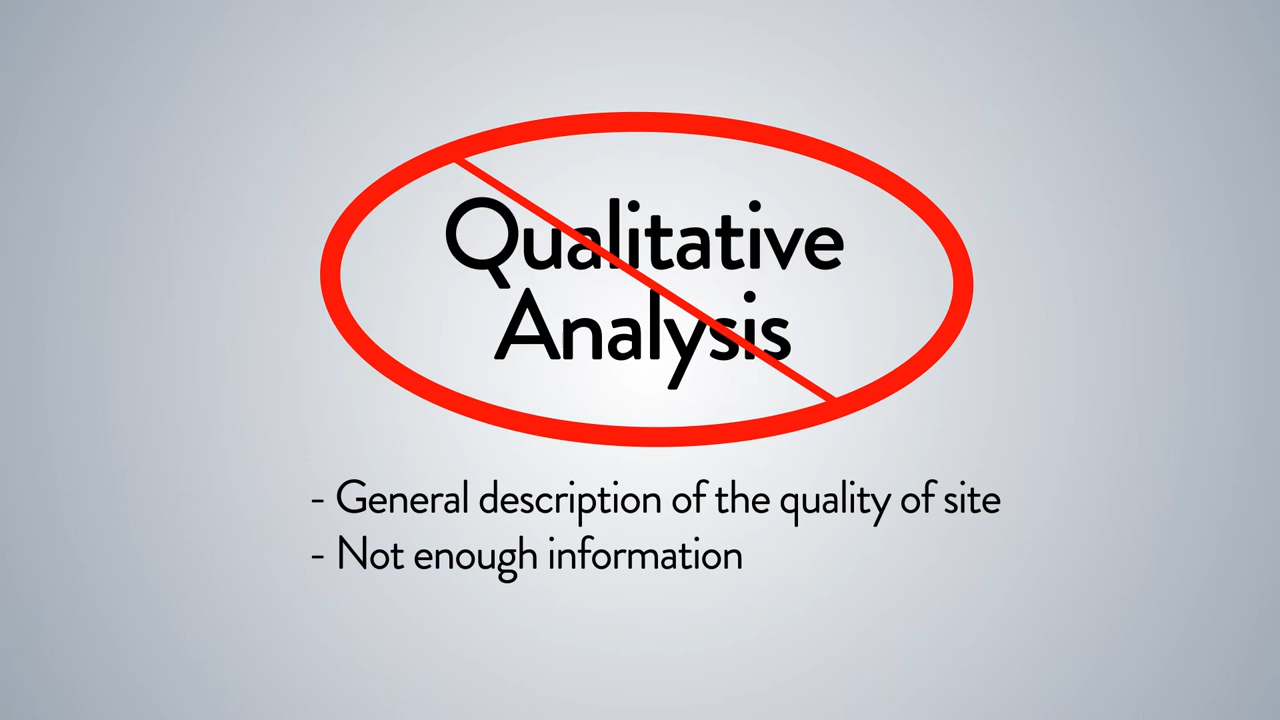 Qualitative
Analysis
- General description of the quality of site
- Not enough information